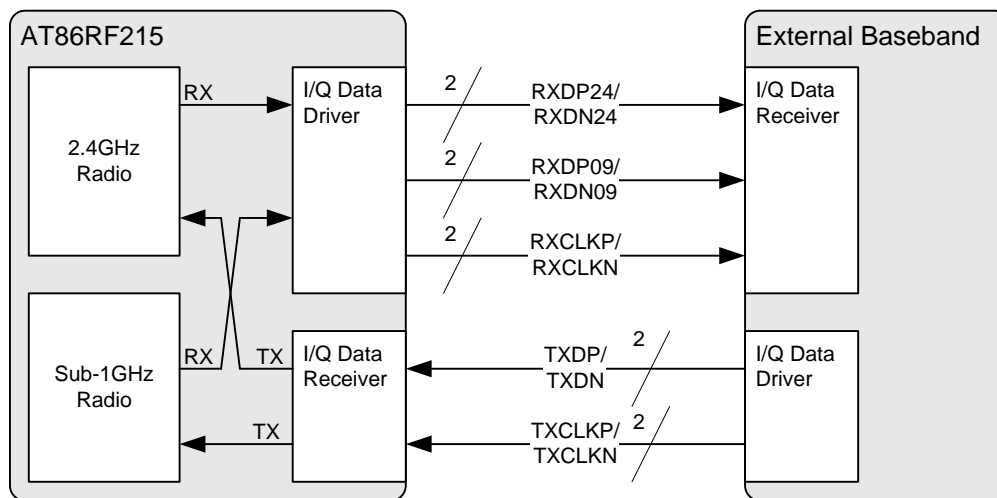 AT86RF215
External Baseband
2.4GHz
Radio
RX
I/Q Data
Driver
2
RXDP24/
RXDN24
I/Q Data
Receiver
2
RXDP09/
RXDN09
2
RXCLKP/
RXCLKN
Sub-1GHz
Radio
RX
TX
I/Q Data
Receiver
TXDP/
TXDN
2
I/Q Data
Driver
TX
TXCLKP/
TXCLKN
2